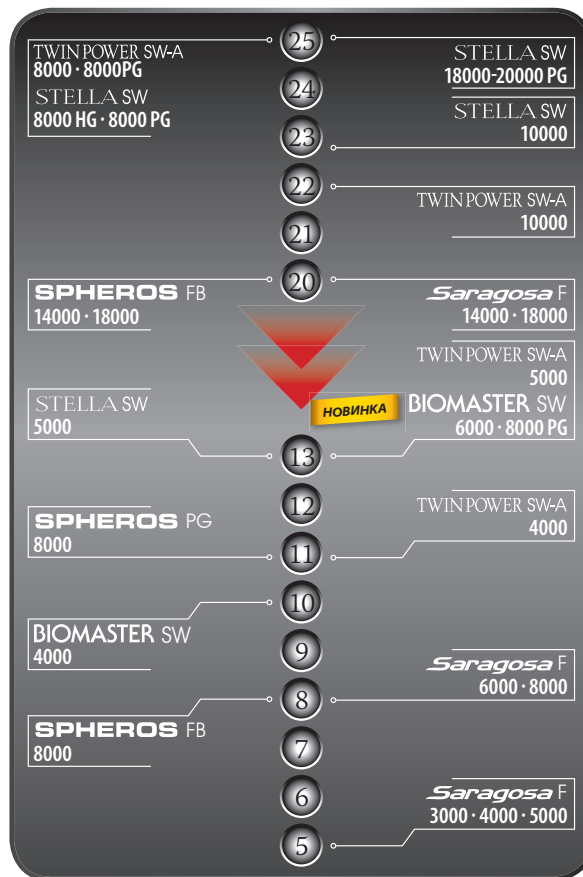 25
TWIN POWER SW-A
8000 · 8000PG
STELLA SW
8000 HG · 8000 PG
STELLA SW
18000-20000 PG
24
STELLA SW
10000
23
22
TWIN POWER SW-A
10000
21
20
SPHEROS FB
14000 · 18000
Saragosa F
14000 · 18000
TWIN POWER SW-A
5000
НОВИНКА
BIOMASTER SW
6000 · 8000 PG
STELLA SW
5000
13
12
TWIN POWER SW-A
4000
SPHEROS PG
8000
11
10
BIOMASTER SW
4000
9
Saragosa F
6000 · 8000
8
SPHEROS FB
8000
7
6
Saragosa F
3000 · 4000 · 5000
5